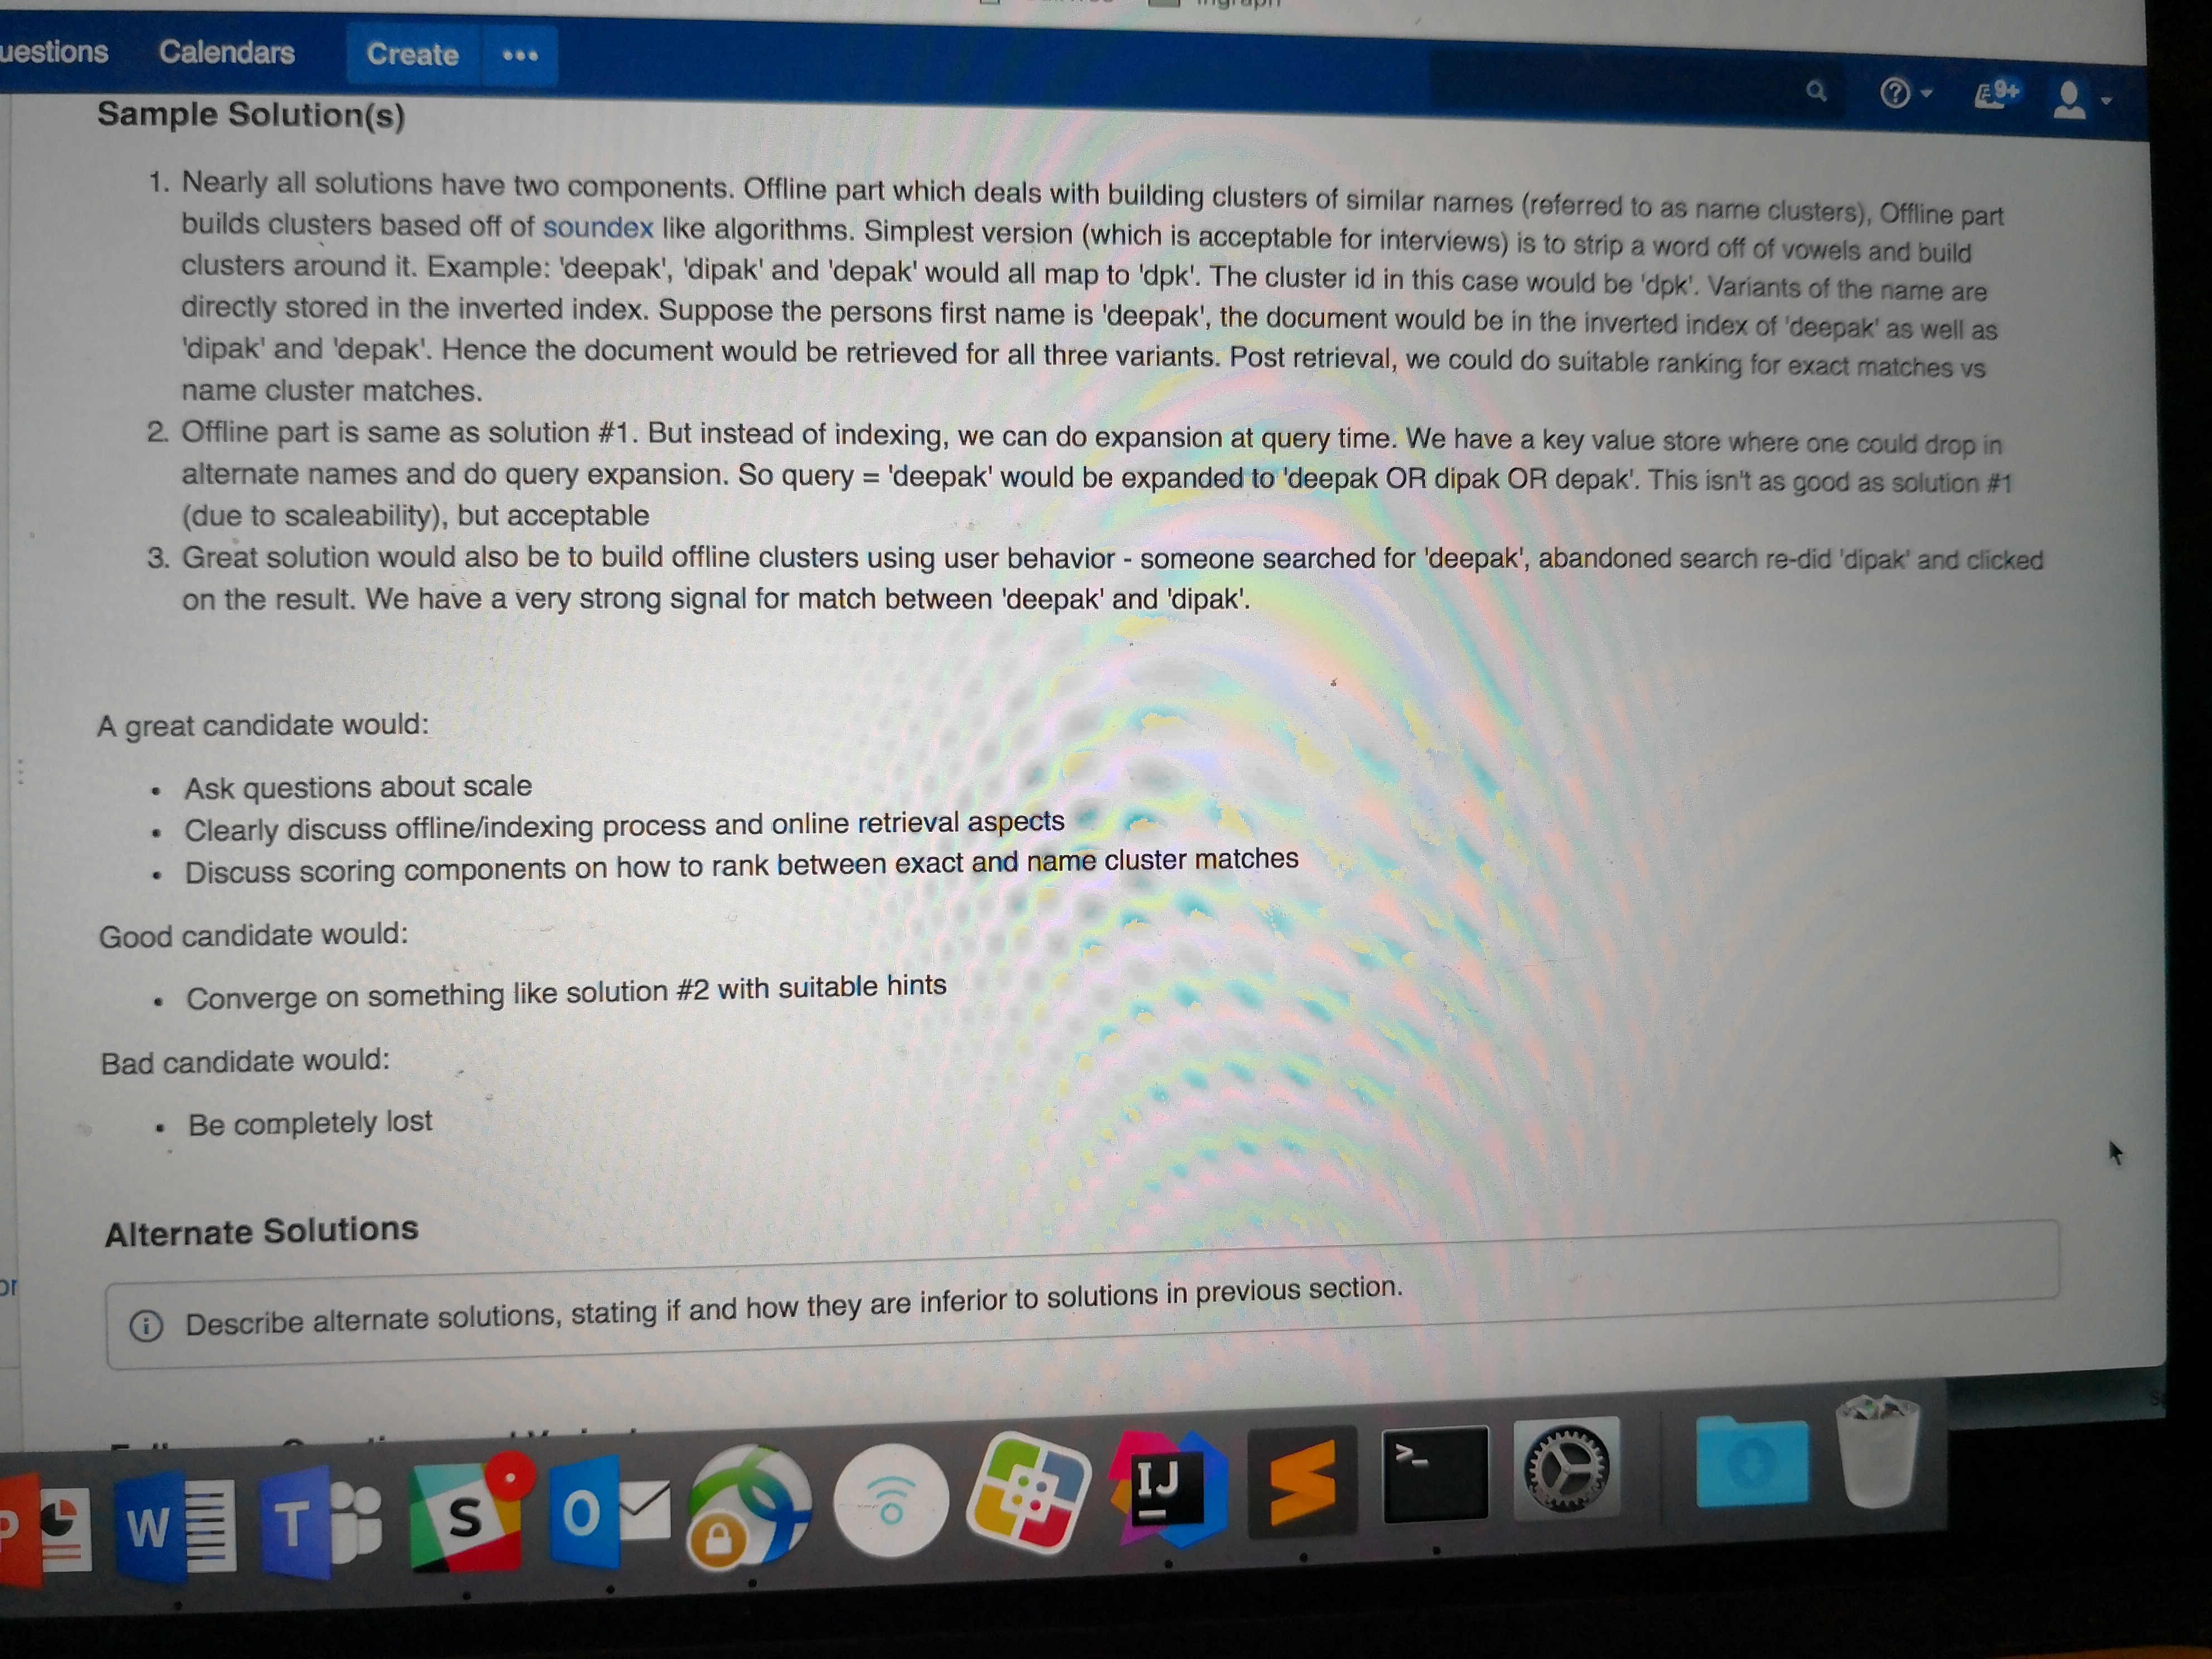 uestions Calendars Create •••
9+
Sample Solution(s)
1. Nearly all solutions have two components. Offline part which deals with building clusters of similar names (referred to as name clusters), Offline part
builds clusters based off of soundex like algorithms. Simplest version (which is acceptable for interviews) is to strip a word off of vowels and build
clusters around it. Example: 'deepak', 'dipak' and 'depak' would all map to 'dpk'. The cluster id in this case would be 'dpk'. Variants of the name are
directly stored in the inverted index. Suppose the persons first name is 'deepak', the document would be in the inverted index of 'deepak' as well as
'dipak' and 'depak'. Hence the document would be retrieved for all three variants. Post retrieval, we could do suitable ranking for exact matches vs
name cluster matches.
2. Offline part is same as solution #1. But instead of indexing, we can do expansion at query time. We have a key value store where one could drop in
alternate names and do query expansion. So query = 'deepak' would be expanded to 'deepak OR dipak OR depak'. This isn't as good as solution #1
(due to scaleability), but acceptable
3. Great solution would also be to build offline clusters using user behavior - someone searched for 'deepak', abandoned search re-did 'dipak' and clicked
on the result. We have a very strong signal for match between 'deepak' and 'dipak'.
A great candidate would:
• Ask questions about scale
• Clearly discuss offline/indexing process and online retrieval aspects
• Discuss scoring components on how to rank between exact and name cluster matches
Good candidate would:
• Converge on something like solution #2 with suitable hints
Bad candidate would:
• Be completely lost
Alternate Solutions
or
Describe alternate solutions, stating if and how they are inferior to solutions in previous section.
P W T S O IJ >_